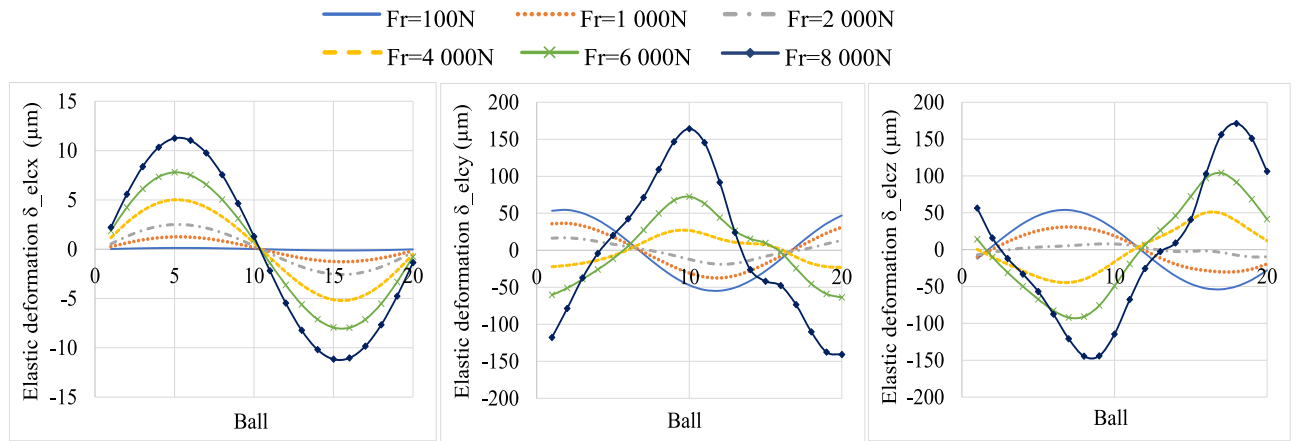 Fr=100N Fr=1 000N Fr=2 000N
Fr=4 000N Fr=6 000N Fr=8 000N
Elastic deformation δ_elcx (µm)
15
10
5
0
-5
-10
-15
0 5 10 15 20
Ball
Elastic deformation δ_elcy (µm)
200
150
100
50
0
-50
-100
-150
-200
0 10 20
Ball
Elastic deformation δ_elcz (µm)
200
150
100
50
0
-50
-100
-150
-200
0 10 20
Ball